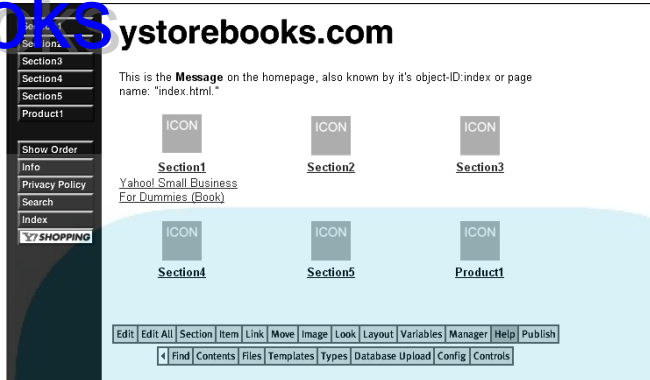 oks
ystorebooks.com
Section2
Section3
Section4
Section5
Product1
Show Order
Info
Privacy Policy
Search
Index
Y! SHOPPING
This is the Message on the homepage, also known by it's object-ID:index or page
name: "index.html."
ICON ICON ICON
Section1 Section2 Section3
Yahoo! Small Business
For Dummies (Book)
ICON ICON ICON
Section4 Section5 Product1
Edit Edit All Section Item Link Move Image Look Layout Variables Manager Help Publish
Find Contents Files Templates Types Database Upload Config Controls